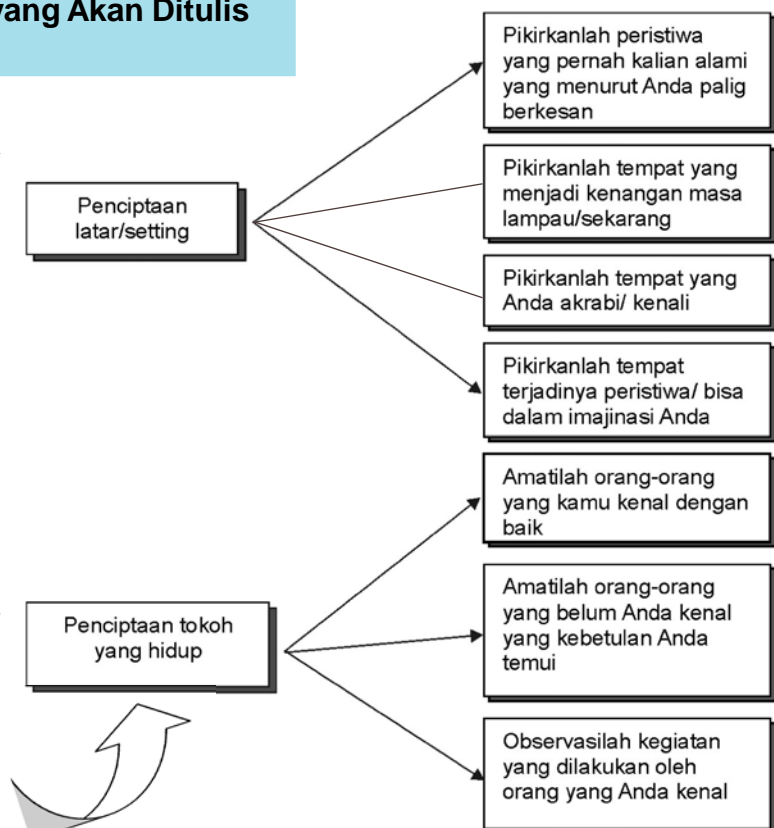 yang Akan Ditulis
Penciptaan
latar/setting
Pikirkanlah peristiwa
yang pernah kalian alami
yang menurut Anda palig
berkesan
Pikirkanlah tempat yang
menjadi kenangan masa
lampau/sekarang
Pikirkanlah tempat yang
Anda akrabi/ kenali
Pikirkanlah tempat
terjadinya peristiwa/ bisa
dalam imajinasi Anda
Penciptaan tokoh
yang hidup
Amatilah orang-orang
yang kamu kenal dengan
baik
Amatilah orang-orang
yang belum Anda kenal
yang kebetulan Anda
temui
Observasilah kegiatan
yang dilakukan oleh
orang yang Anda kenal